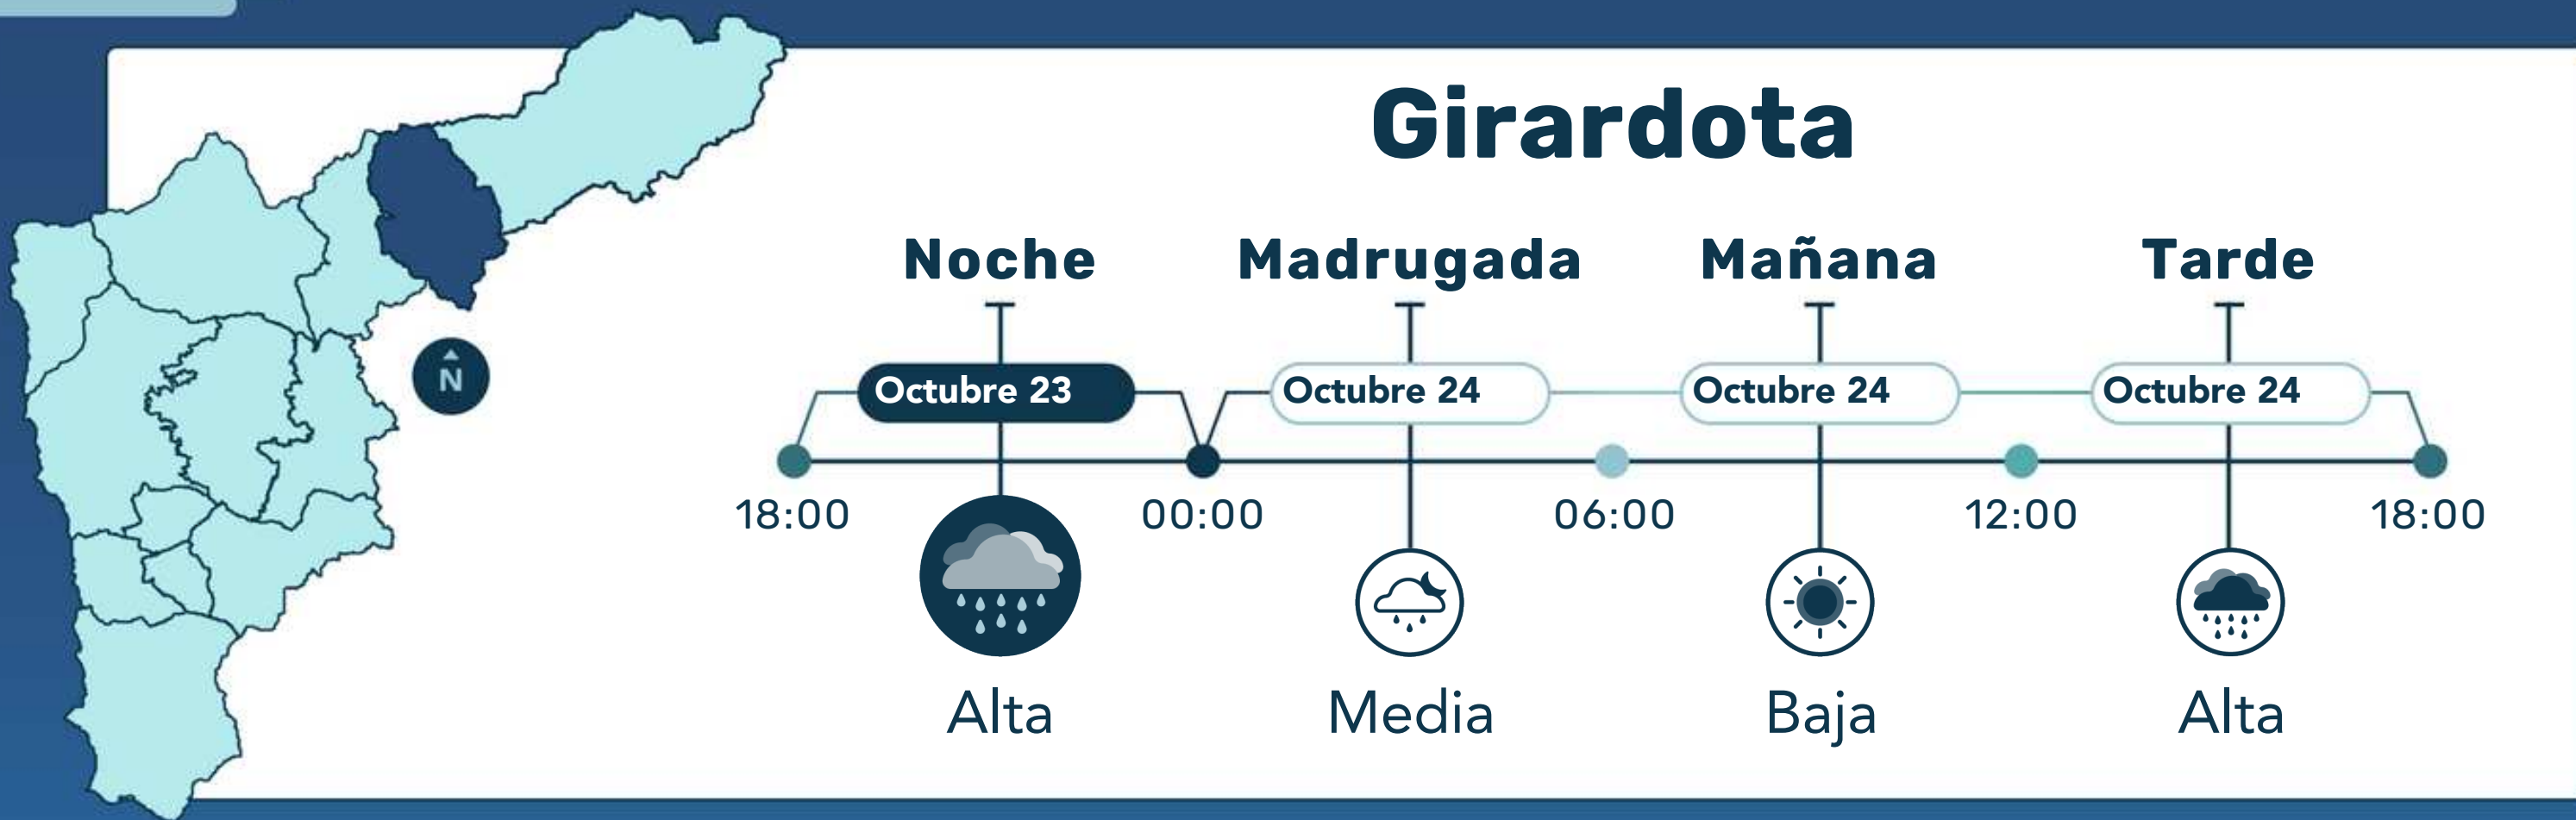 Girardota
Noche Madrugada Mañana Tarde
Octubre 23 Octubre 24 Octubre 24 Octubre 24
N
18:00 00:00 06:00 12:00 18:00
Alta Media Baja Alta